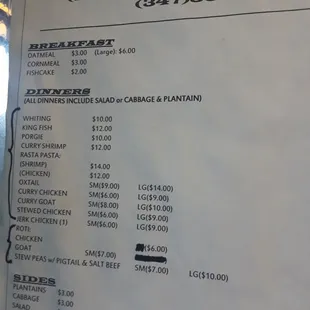 (347)
BREAKFAST
OATMEAL $3.00 (Large): $6.00
CORNMEAL $3.00
FISHCAKE $2.00
DINNERS
(ALL DINNERS INCLUDE SALAD or CABBAGE & PLANTAIN)
WHITING $10.00
KING FISH $12.00
PORGIE $10.00
CURRY SHRIMP $12.00
RASTA PASTA:
(SHRIMP) $14.00
(CHICKEN) $12.00
OXTAIL SM($9.00) LG($14.00)
CURRY CHICKEN SM($6.00) LG($9.00)
CURRY GOAT SM($8.00) LG($10.00)
STEWED CHICKEN SM($6.00) LG($9.00)
JERK CHICKEN (1) SM($6.00) LG($9.00)
ROTI:
CHICKEN ($6.00)
GOAT SM($7.00)
STEW PEAS w/ PIGTAIL & SALT BEEF SM($7.00) LG($10.00)
SIDES
PLANTAINS $3.00
CABBAGE $3.00
SALAD